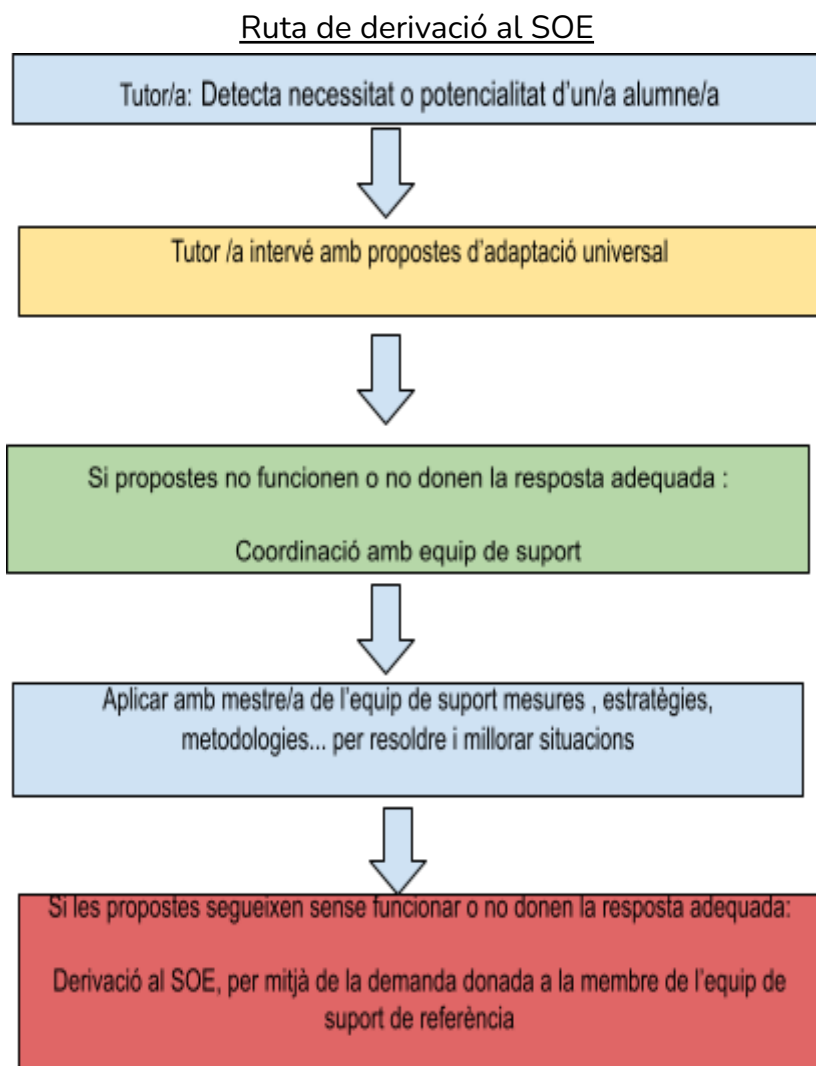 Ruta de derivació al SOE
Tutor/a: Detecta necessitat o potencialitat d'un/a alumne/a
Tutor /a intervé amb propostes d'adaptació universal
Si propostes no funcionen o no donen la resposta adequada :
Coordinació amb equip de suport
Aplicar amb mestre/a de l'equip de suport mesures , estratègies,
metodologies... per resoldre i millorar situacions
Si les propostes segueixen sense funcionar o no donen la resposta adequada:
Derivació al SOE, per mitjà de la demanda donada a la membre de l'equip de
suport de referència